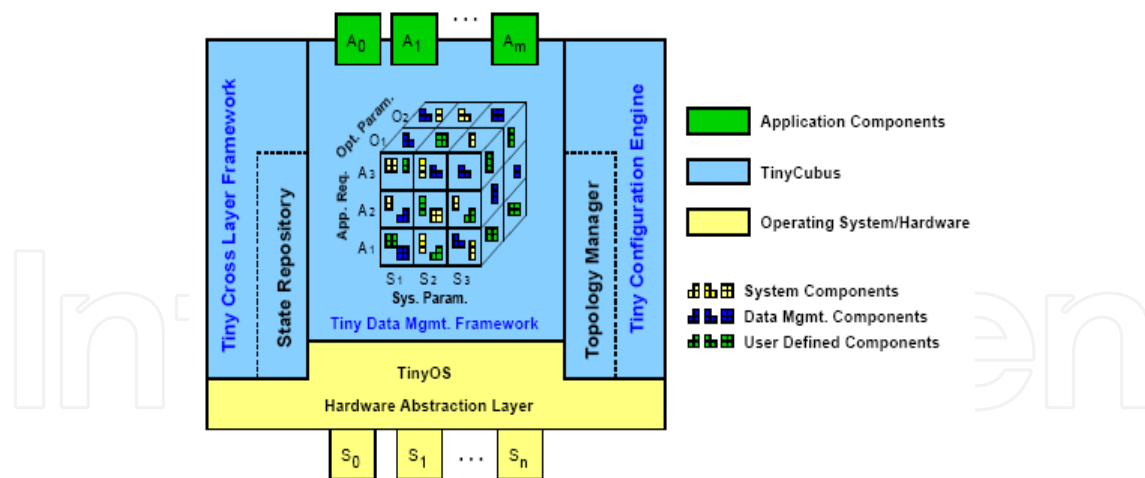 A0 A1 ... Am
Tiny Cross Layer Framework
State Repository
Opt. Param.
O2
O1
App. Req.
A3
A2
A1
S1 S2 S3
Sys. Param.
Tiny Data Mgmt. Framework
Topology Manager
Tiny Configuration Engine
TinyOS
Hardware Abstraction Layer
S0 S1 ... Sn
Application Components
TinyCubus
Operating System/Hardware
System Components
Data Mgmt. Components
User Defined Components